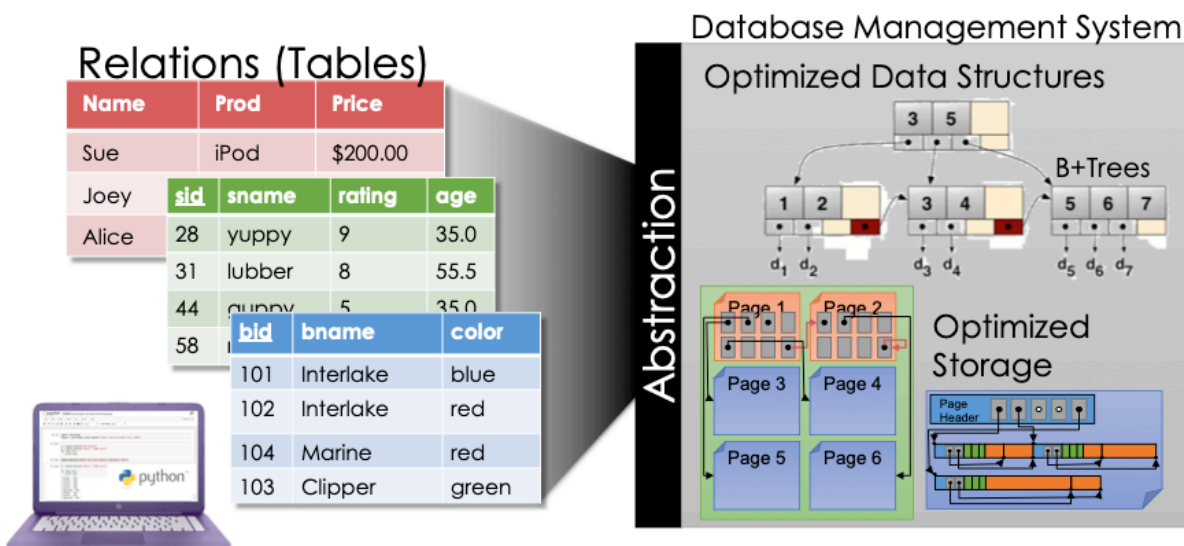 Relations (Tables)
Name Prod Price
Sue iPod $200.00
Joey
Alice
sid sname rating age
28 yuppy 9 35.0
31 lubber 8 55.5
44 guppy 5 35.0
58
bid bname color
101 Interlake blue
102 Interlake red
104 Marine red
103 Clipper green
python
Abstraction
Database Management System
Optimized Data Structures
3 5
B+Trees
1 2 3 4 5 6 7
d1 d2 d3 d4 d5 d6 d7
Page 1 Page 2
Page 3 Page 4
Page 5 Page 6
Optimized
Storage
Page
Header